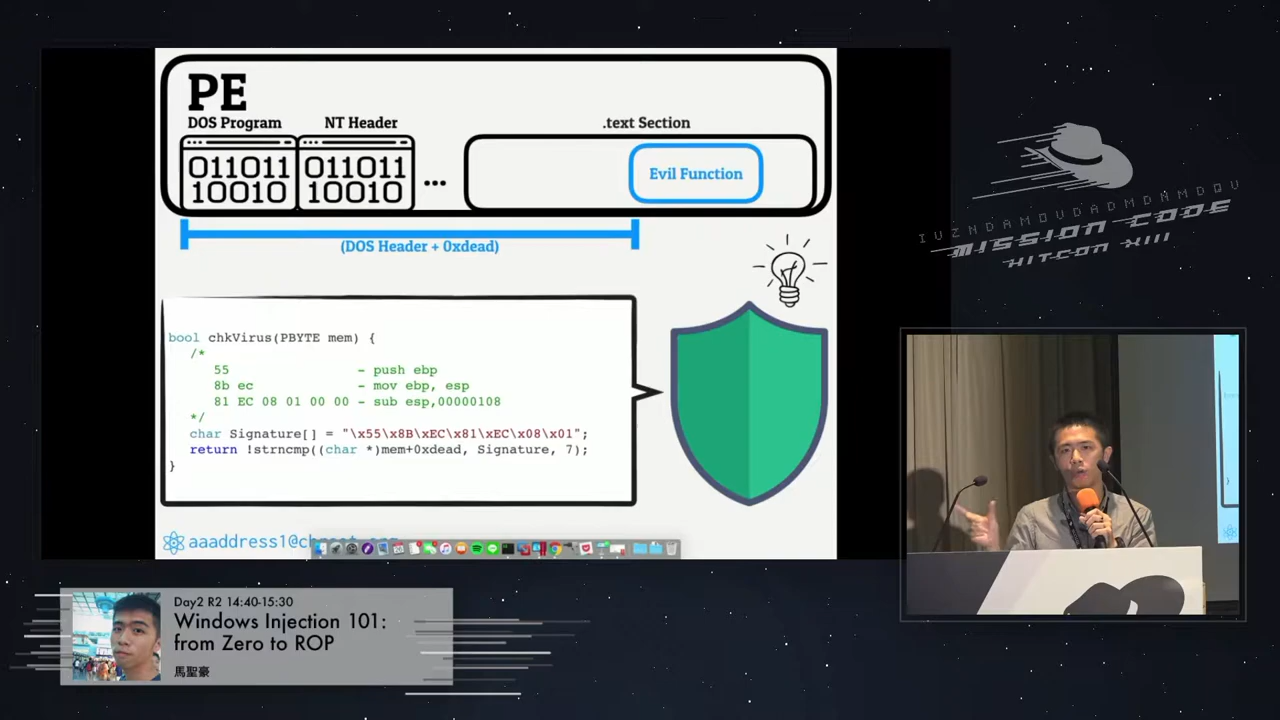 PE
DOS Program
NT Header
.text Section
011011
10010
011011
10010
...
Evil Function
(DOS Header + 0xdead)
bool chkVirus(PBYTE mem) {
/*
55 - push ebp
8b ec - mov ebp, esp
81 EC 08 01 00 00 - sub esp,00000108
*/
char Signature[] = "\x55\x8B\xEC\x81\xEC\x08\x01";
return !strncmp((char *)mem+0xdead, Signature, 7);
}
IVZNDAMOVDADMDNMDQV
MISSION CODE
HITCON XIII
Day2 R2 14:40-15:30
Windows Injection 101:
from Zero to ROP
馬聖豪